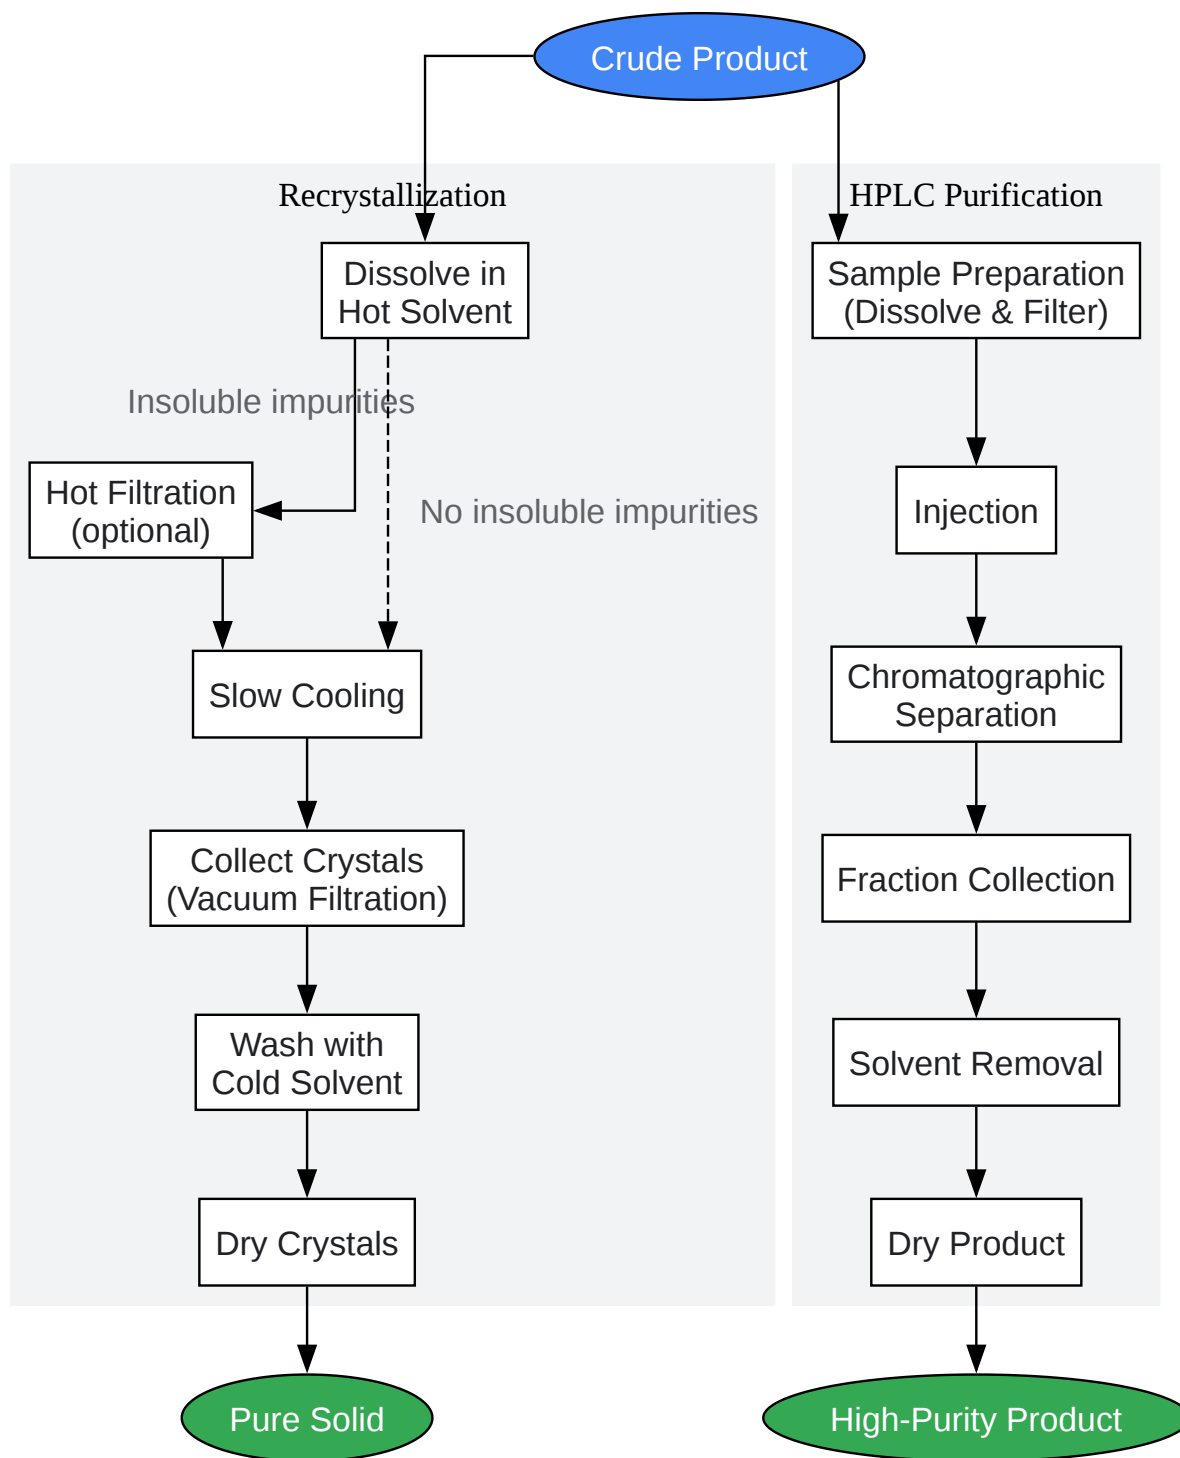 Crude Product
Recrystallization
Dissolve in
Hot Solvent
Insoluble impurities
Hot Filtration
(optional)
No insoluble impurities
Slow Cooling
Collect Crystals
(Vacuum Filtration)
Wash with
Cold Solvent
Dry Crystals
Pure Solid
HPLC Purification
Sample Preparation
(Dissolve & Filter)
Injection
Chromatographic
Separation
Fraction Collection
Solvent Removal
Dry Product
High-Purity Product